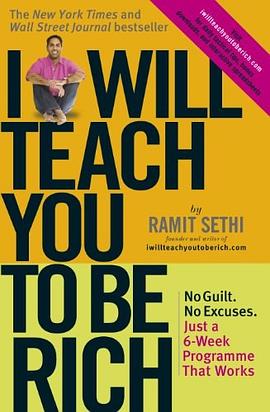 The New York Times and
Wall Street Journal bestseller
iwillteachyoutoberich.com
I WILL
TEACH
YOU
TO BE
RICH
by
RAMIT SETHI
founder and writer of
iwillteachyoutoberich.com
No Guilt.
No Excuses.
Just a
6-Week
Programme
That Works